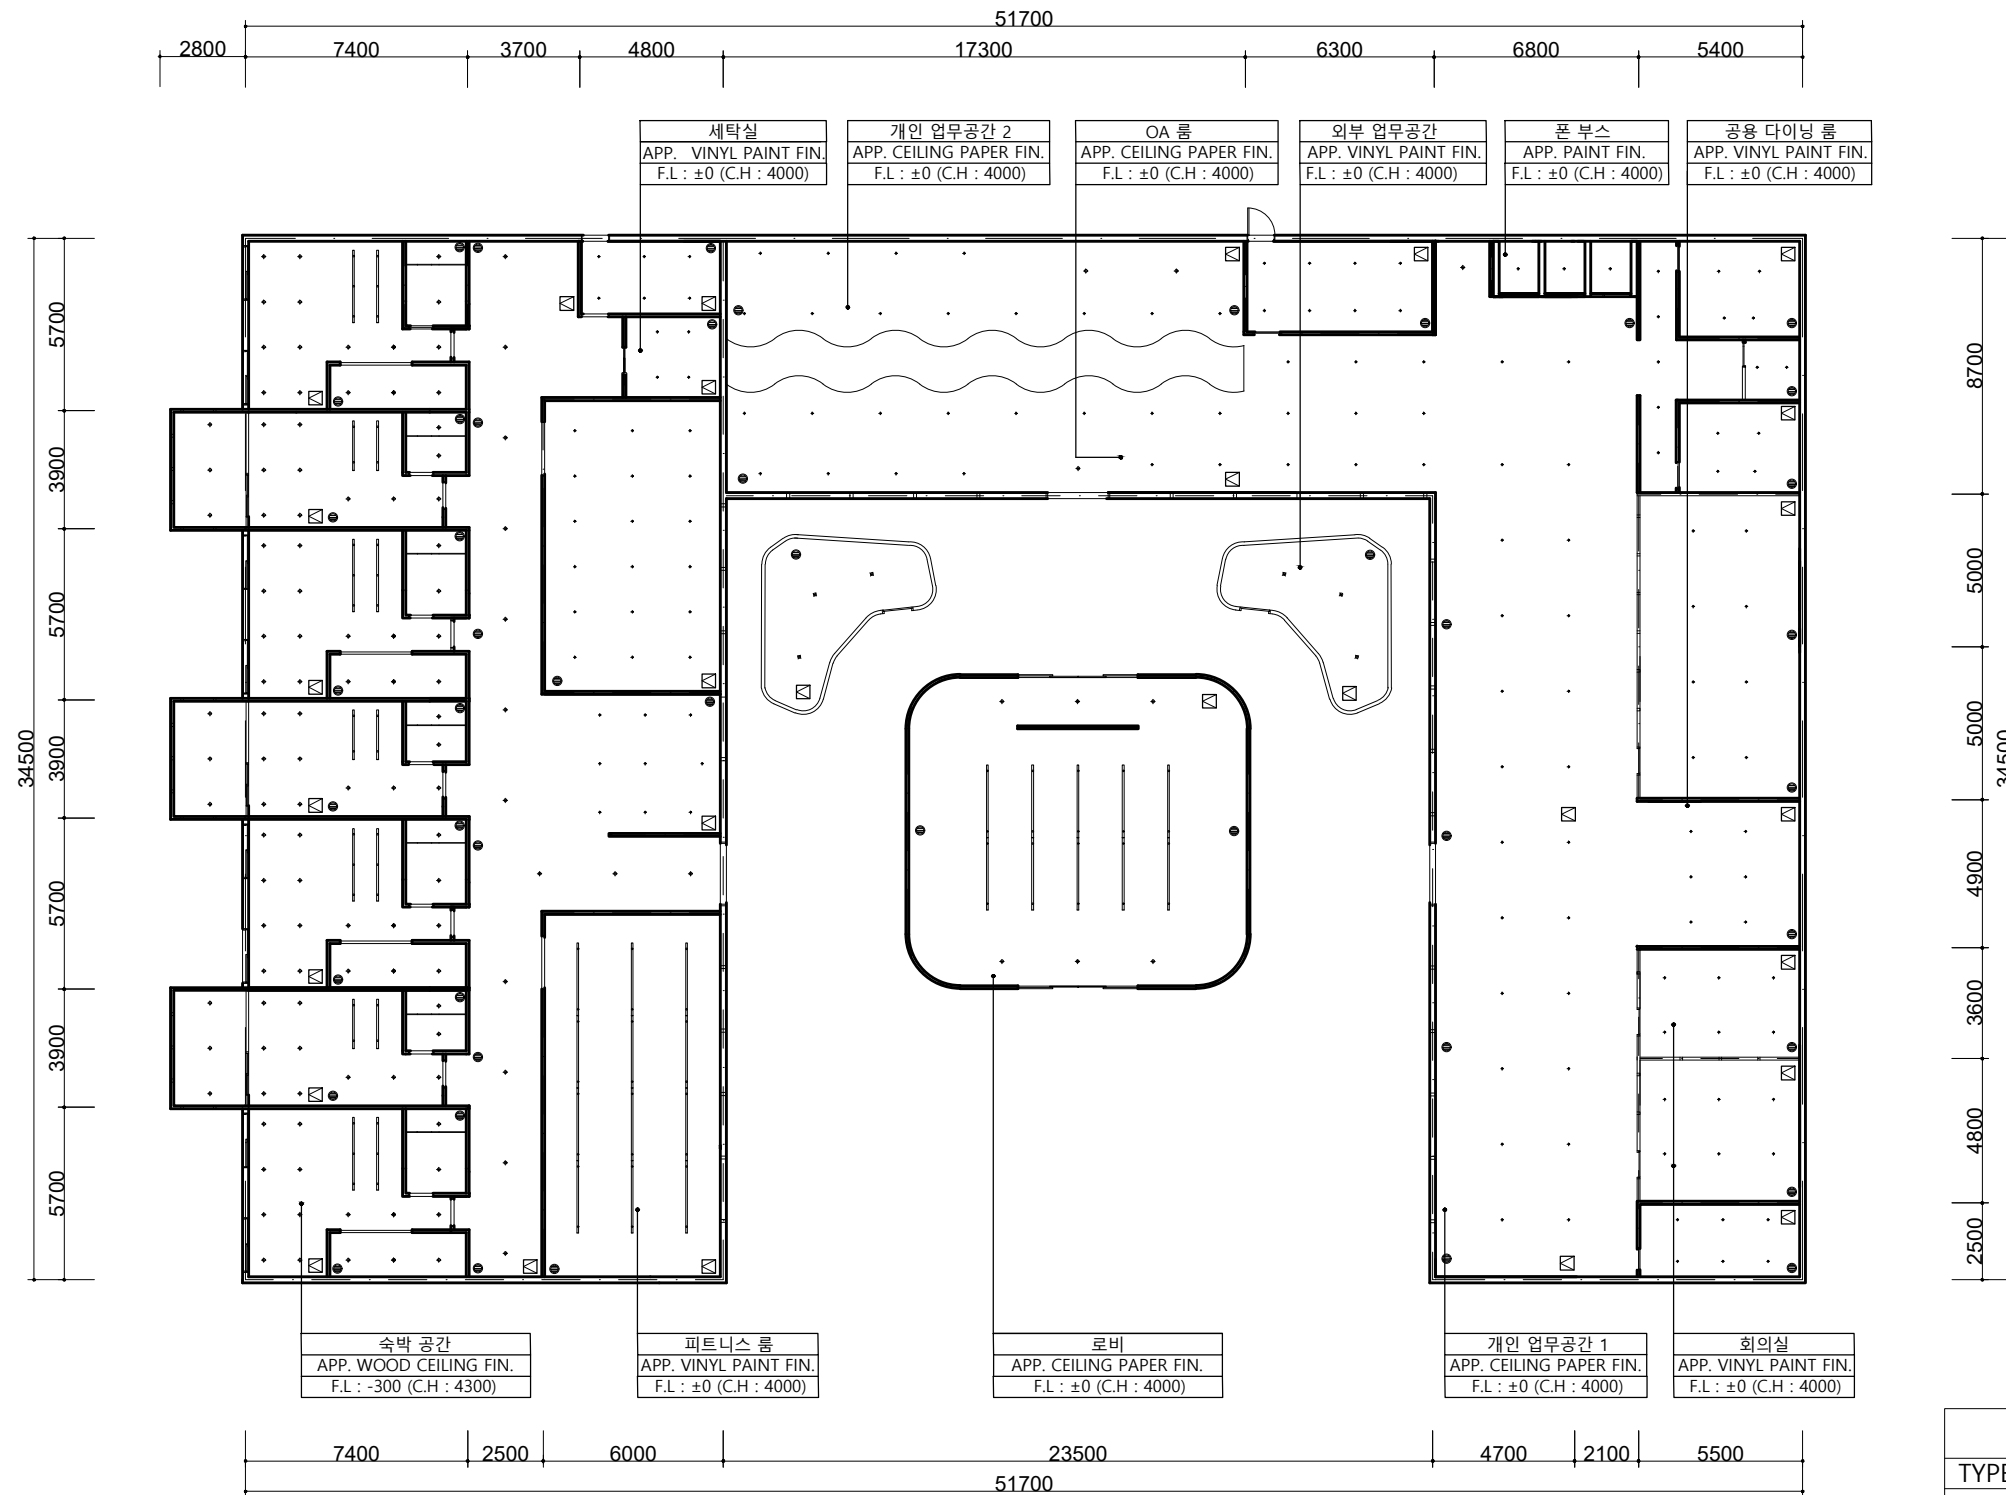 51700
2800 7400 3700 4800 17300 6300 6800 5400
세탁실
APP. VINYL PAINT FIN.
F.L : ±0 (C.H : 4000)
개인 업무공간 2
APP. CEILING PAPER FIN.
F.L : ±0 (C.H : 4000)
OA 룸
APP. CEILING PAPER FIN.
F.L : ±0 (C.H : 4000)
외부 업무공간
APP. VINYL PAINT FIN.
F.L : ±0 (C.H : 4000)
폰 부스
APP. PAINT FIN.
F.L : ±0 (C.H : 4000)
공용 다이닝 룸
APP. VINYL PAINT FIN.
F.L : ±0 (C.H : 4000)
34500
5700
3900
5700
3900
5700
3900
5700
8700
5000
5000
4900
3600
4800
2500
34500
숙박 공간
APP. WOOD CEILING FIN.
F.L : -300 (C.H : 4300)
피트니스 룸
APP. VINYL PAINT FIN.
F.L : ±0 (C.H : 4000)
로비
APP. CEILING PAPER FIN.
F.L : ±0 (C.H : 4000)
개인 업무공간 1
APP. CEILING PAPER FIN.
F.L : ±0 (C.H : 4000)
회의실
APP. VINYL PAINT FIN.
F.L : ±0 (C.H : 4000)
7400 2500 6000 23500 4700 2100 5500
51700
TYPE